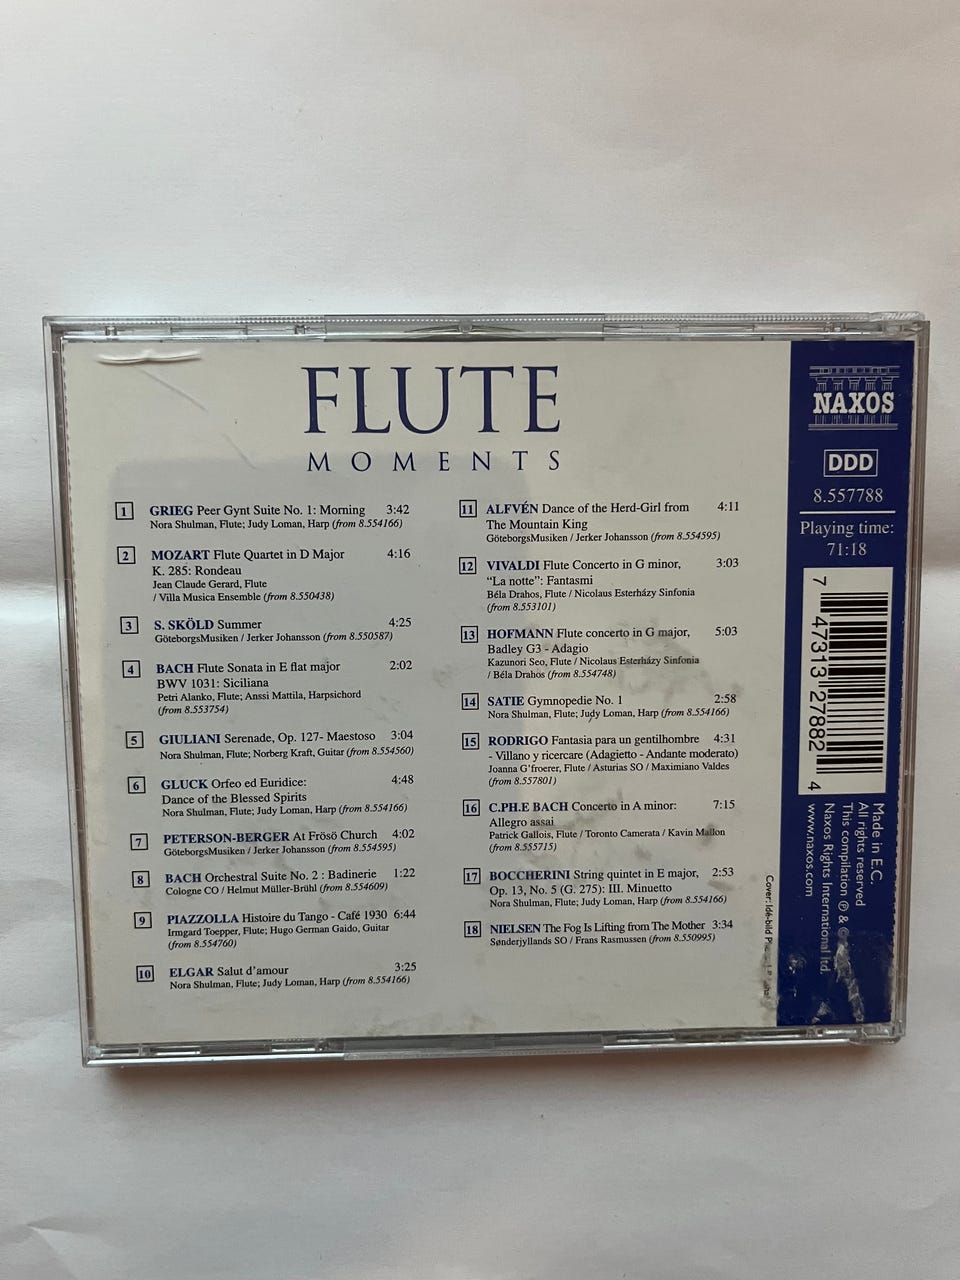 FLUTE
MOMENTS
1 GRIEG Peer Gynt Suite No. 1: Morning 3:42
Nora Shulman, Flute; Judy Loman, Harp (from 8.554166)
2 MOZART Flute Quartet in D Major 4:16
K. 285: Rondeau
Jean Claude Gerard, Flute
/ Villa Musica Ensemble (from 8.550438)
3 S. SKÖLD Summer 4:25
GöteborgsMusiken / Jerker Johansson (from 8.550587)
4 BACH Flute Sonata in E flat major 2:02
BWV 1031: Siciliana
Petri Alanko, Flute; Anssi Mattila, Harpsichord
(from 8.553754)
5 GIULIANI Serenade, Op. 127- Maestoso 3:04
Nora Shulman, Flute; Norberg Kraft, Guitar (from 8.554560)
6 GLUCK Orfeo ed Euridice: 4:48
Dance of the Blessed Spirits
Nora Shulman, Flute; Judy Loman, Harp (from 8.554166)
7 PETERSON-BERGER At Frösö Church 4:02
GöteborgsMusiken / Jerker Johansson (from 8.554595)
8 BACH Orchestral Suite No. 2 : Badinerie 1:22
Cologne CO / Helmut Müller-Brühl (from 8.554609)
9 PIAZZOLLA Histoire du Tango - Café 1930 6:44
Irmgard Toepper, Flute; Hugo German Gaido, Guitar
(from 8.554760)
10 ELGAR Salut d'amour 3:25
Nora Shulman, Flute; Judy Loman, Harp (from 8.554166)
11 ALFVÉN Dance of the Herd-Girl from 4:11
The Mountain King
GöteborgsMusiken / Jerker Johansson (from 8.554595)
12 VIVALDI Flute Concerto in G minor, 3:03
“La notte”: Fantasmi
Béla Drahos, Flute / Nicolaus Esterházy Sinfonia
(from 8.553101)
13 HOFMANN Flute concerto in G major, 5:03
Badley G3 - Adagio
Kazunori Seo, Flute / Nicolaus Esterházy Sinfonia
/ Béla Drahos (from 8.554748)
14 SATIE Gymnopedie No. 1 2:58
Nora Shulman, Flute; Judy Loman, Harp (from 8.554166)
15 RODRIGO Fantasia para un gentilhombre 4:31
- Villano y ricercare (Adagietto - Andante moderato)
Joanna G'froerer, Flute / Asturias SO / Maximiano Valdes
(from 8.557801)
16 C.PH.E BACH Concerto in A minor: 7:15
Allegro assai
Patrick Gallois, Flute / Toronto Camerata / Kavin Mallon
(from 8.555715)
17 BOCCHERINI String quintet in E major, 2:53
Op. 13, No. 5 (G. 275): III. Minuetto
Nora Shulman, Flute; Judy Loman, Harp (from 8.554166)
18 NIELSEN The Fog Is Lifting from The Mother 3:34
Sønderjyllands SO / Frans Rasmussen (from 8.550995)
Cover: Idé-bild
NAXOS
DDD
8.557788
Playing time:
71:18
7 47313 27882 4
Made in E.C.
All rights reserved
This compilation ℗ & ©
Naxos Rights International ltd.
www.naxos.com